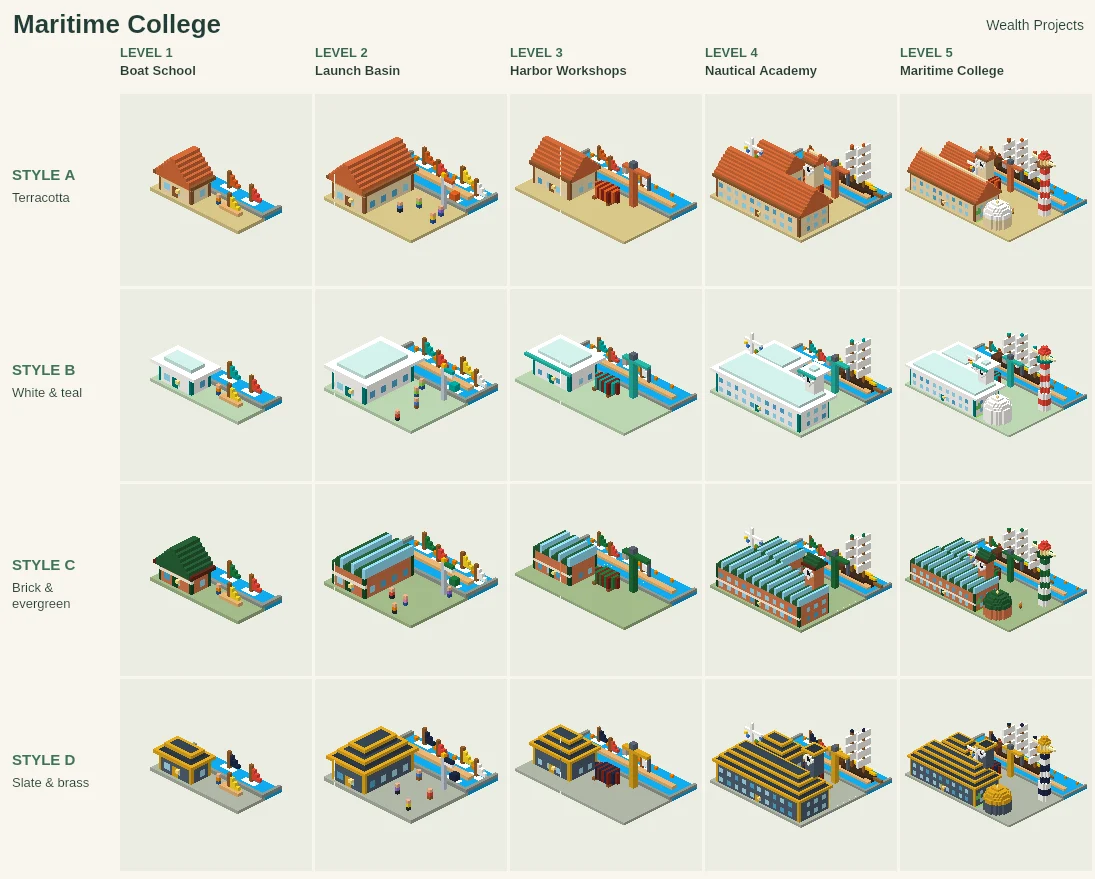 Maritime College
Wealth Projects
LEVEL 1
Boat School
LEVEL 2
Launch Basin
LEVEL 3
Harbor Workshops
LEVEL 4
Nautical Academy
LEVEL 5
Maritime College
STYLE A
Terracotta
STYLE B
White & teal
STYLE C
Brick &
evergreen
STYLE D
Slate & brass